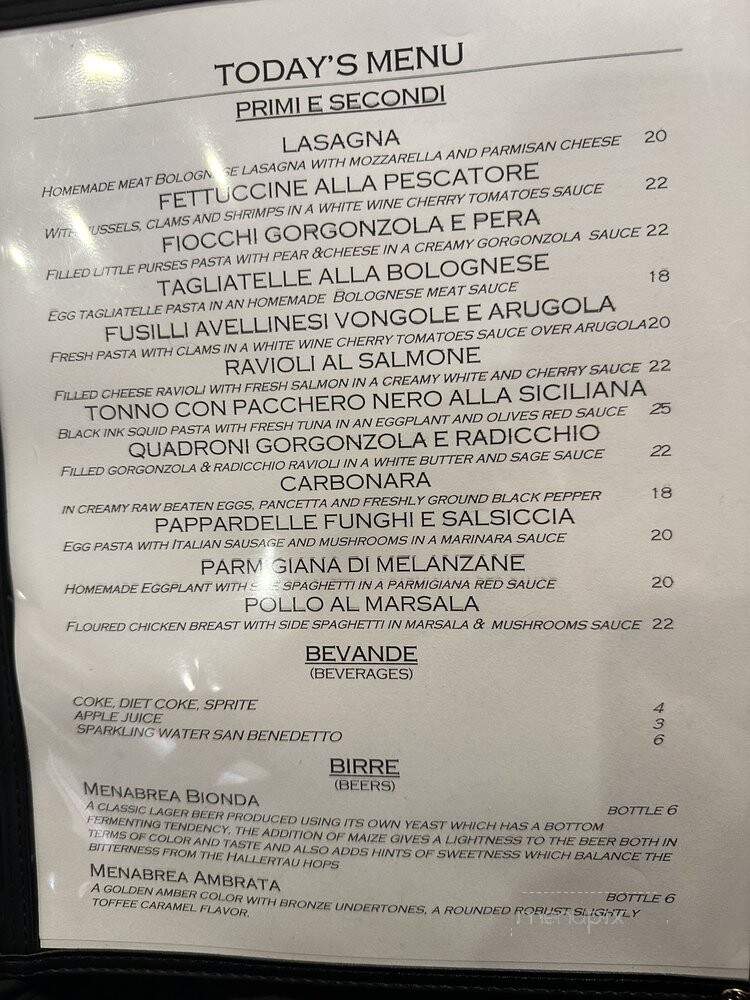 TODAY'S MENU
PRIMI E SECONDI
LASAGNA
HOMEMADE MEAT BOLOGNESE LASAGNA WITH MOZZARELLA AND PARMISAN CHEESE 20
FETTUCCINE ALLA PESCATORE
WITH MUSSELS, CLAMS AND SHRIMPS IN A WHITE WINE CHERRY TOMATOES SAUCE 22
FIOCCHI GORGONZOLA E PERA
FILLED LITTLE PURSES PASTA WITH PEAR &CHEESE IN A CREAMY GORGONZOLA SAUCE 22
TAGLIATELLE ALLA BOLOGNESE
EGG TAGLIATELLE PASTA IN AN HOMEMADE BOLOGNESE MEAT SAUCE 18
FUSILLI AVELLINESI VONGOLE E ARUGOLA
FRESH PASTA WITH CLAMS IN A WHITE WINE CHERRY TOMATOES SAUCE OVER ARUGOLA 20
RAVIOLI AL SALMONE
FILLED CHEESE RAVIOLI WITH FRESH SALMON IN A CREAMY WHITE AND CHERRY SAUCE 22
TONNO CON PACCHERO NERO ALLA SICILIANA
BLACK INK SQUID PASTA WITH FRESH TUNA IN AN EGGPLANT AND OLIVES RED SAUCE 25
QUADRONI GORGONZOLA E RADICCHIO
FILLED GORGONZOLA & RADICCHIO RAVIOLI IN A WHITE BUTTER AND SAGE SAUCE 22
CARBONARA
IN CREAMY RAW BEATEN EGGS, PANCETTA AND FRESHLY GROUND BLACK PEPPER 18
PAPPARDELLE FUNGHI E SALSICCIA
EGG PASTA WITH ITALIAN SAUSAGE AND MUSHROOMS IN A MARINARA SAUCE 20
PARMIGIANA DI MELANZANE
HOMEMADE EGGPLANT WITH SIDE SPAGHETTI IN A PARMIGIANA RED SAUCE 20
POLLO AL MARSALA
FLOURED CHICKEN BREAST WITH SIDE SPAGHETTI IN MARSALA & MUSHROOMS SAUCE 22
BEVANDE
(BEVERAGES)
COKE, DIET COKE, SPRITE 4
APPLE JUICE 3
SPARKLING WATER SAN BENEDETTO 6
BIRRE
(BEERS)
MENABREA BIONDA BOTTLE 6
A CLASSIC LAGER BEER PRODUCED USING ITS OWN YEAST WHICH HAS A BOTTOM
FERMENTING TENDENCY, THE ADDITION OF MAIZE GIVES A LIGHTNESS TO THE BEER BOTH IN
TERMS OF COLOR AND TASTE AND ALSO ADDS HINTS OF SWEETNESS WHICH BALANCE THE
BITTERNESS FROM THE HALLERTAU HOPS
MENABREA AMBRATA BOTTLE 6
A GOLDEN AMBER COLOR WITH BRONZE UNDERTONES, A ROUNDED ROBUST SLIGHTLY
TOFFEE CARAMEL FLAVOR.
menupix